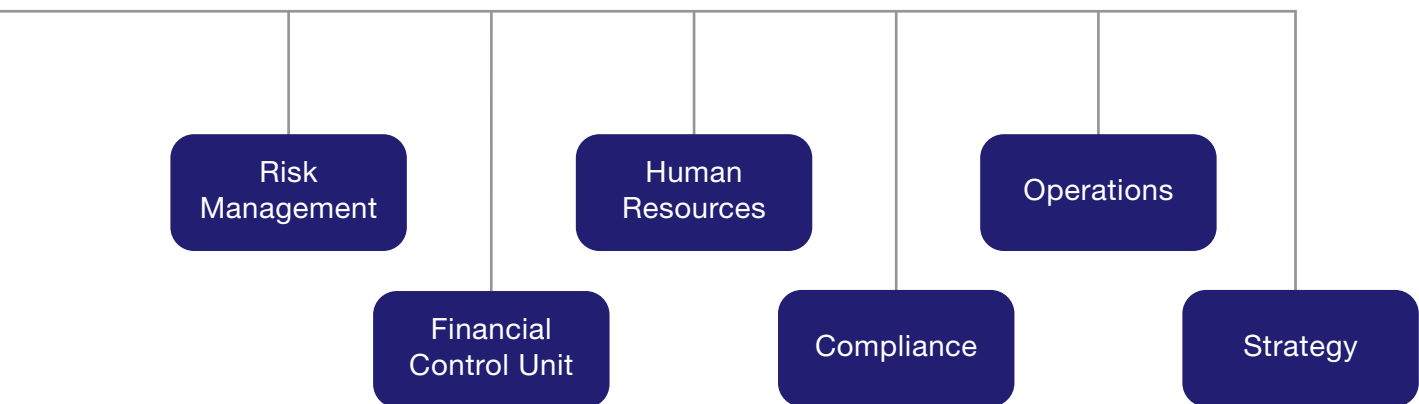 Risk
Management
Human
Resources
Operations
Financial
Control Unit
Compliance
Strategy